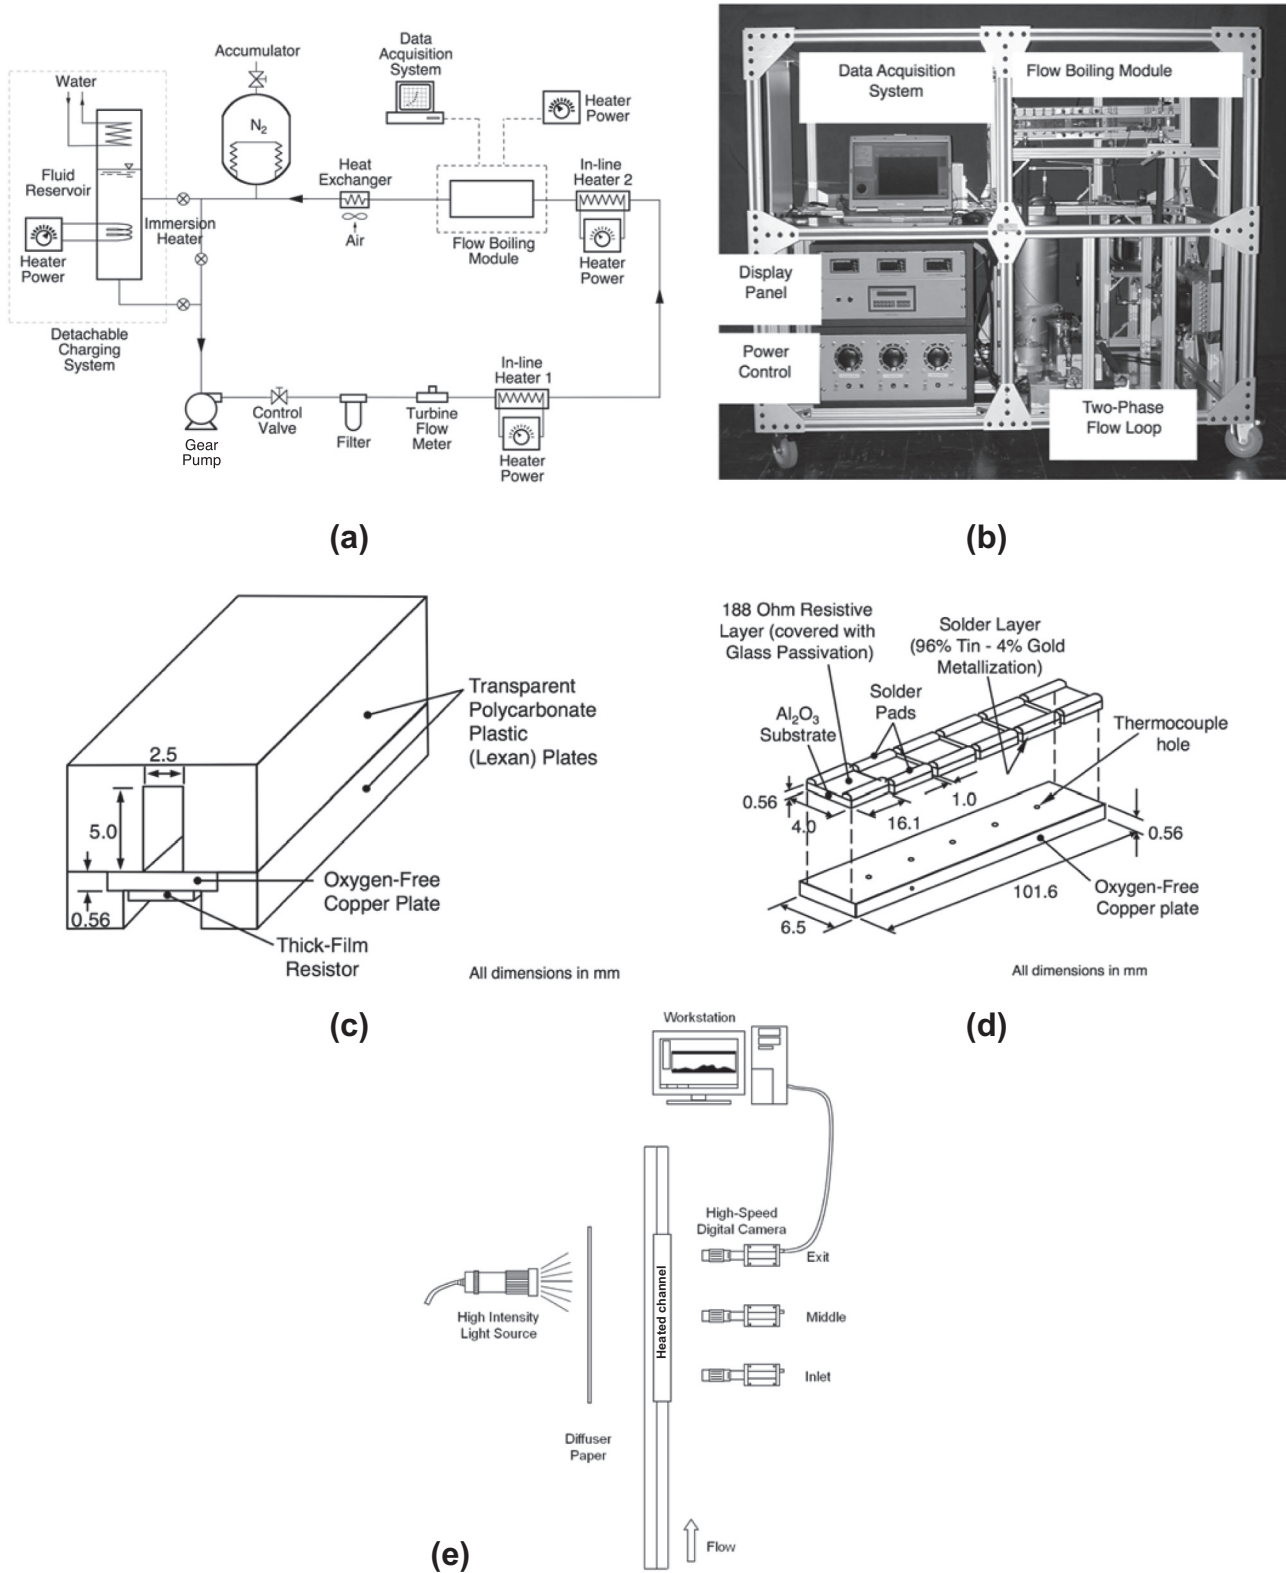 Accumulator
Water
N2
Fluid
Reservoir
Immersion
Heater
Heater
Power
Detachable
Charging
System
Data
Acquisition
System
Heater
Power
Heat
Exchanger
Air
Flow Boiling
Module
In-line
Heater 2
Heater
Power
Gear
Pump
Control
Valve
Filter
Turbine
Flow
Meter
In-line
Heater 1
Heater
Power
(a)
Data Acquisition
System
Flow Boiling Module
Display
Panel
Power
Control
Two-Phase
Flow Loop
(b)
2.5
5.0
0.56
Transparent
Polycarbonate
Plastic
(Lexan) Plates
Oxygen-Free
Copper Plate
Thick-Film
Resistor
All dimensions in mm
(c)
188 Ohm Resistive
Layer (covered with
Glass Passivation)
Solder Layer
(96% Tin - 4% Gold
Metallization)
Solder
Pads
Al2O3
Substrate
Thermocouple
hole
0.56
4.0
16.1
1.0
0.56
101.6
6.5
Oxygen-Free
Copper plate
All dimensions in mm
(d)
Workstation
High-Speed
Digital Camera
Exit
Middle
Inlet
High Intensity
Light Source
Heated channel
Diffuser
Paper
Flow
(e)